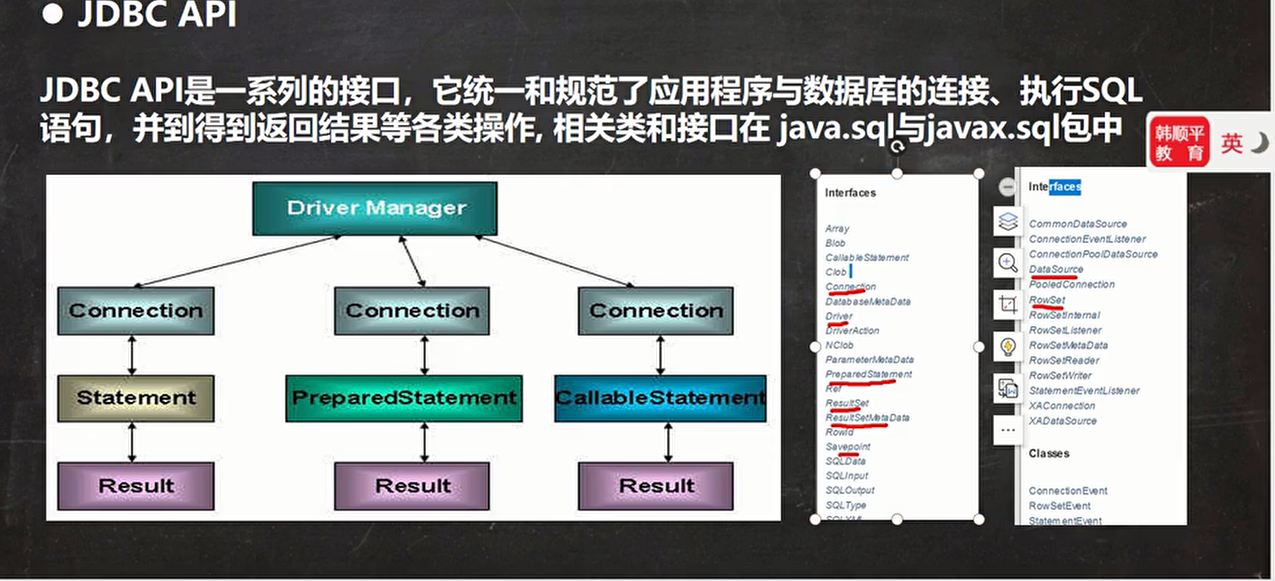 ● JDBC API
JDBC API是一系列的接口，它统一和规范了应用程序与数据库的连接、执行SQL
语句，并到得到返回结果等各类操作, 相关类和接口在 java.sql与javax.sql包中
韩顺平
教 育
英
Driver Manager
Connection
Connection
Connection
Statement
PreparedStatement
CallableStatement
Result
Result
Result
Interfaces
Array
Blob
CallableStatement
Clob
Connection
DatabaseMetaData
Driver
DriverAction
NClob
ParameterMetaData
PreparedStatement
Ref
ResultSet
ResultSetMetaData
RowId
Savepoint
SQLData
SQLInput
SQLOutput
SQLType
SQLXML
Interfaces
CommonDataSource
ConnectionEventListener
ConnectionPoolDataSource
DataSource
PooledConnection
RowSet
RowSetInternal
RowSetListener
RowSetMetaData
RowSetReader
RowSetWriter
StatementEventListener
XAConnection
XADataSource
Classes
ConnectionEvent
RowSetEvent
StatementEvent